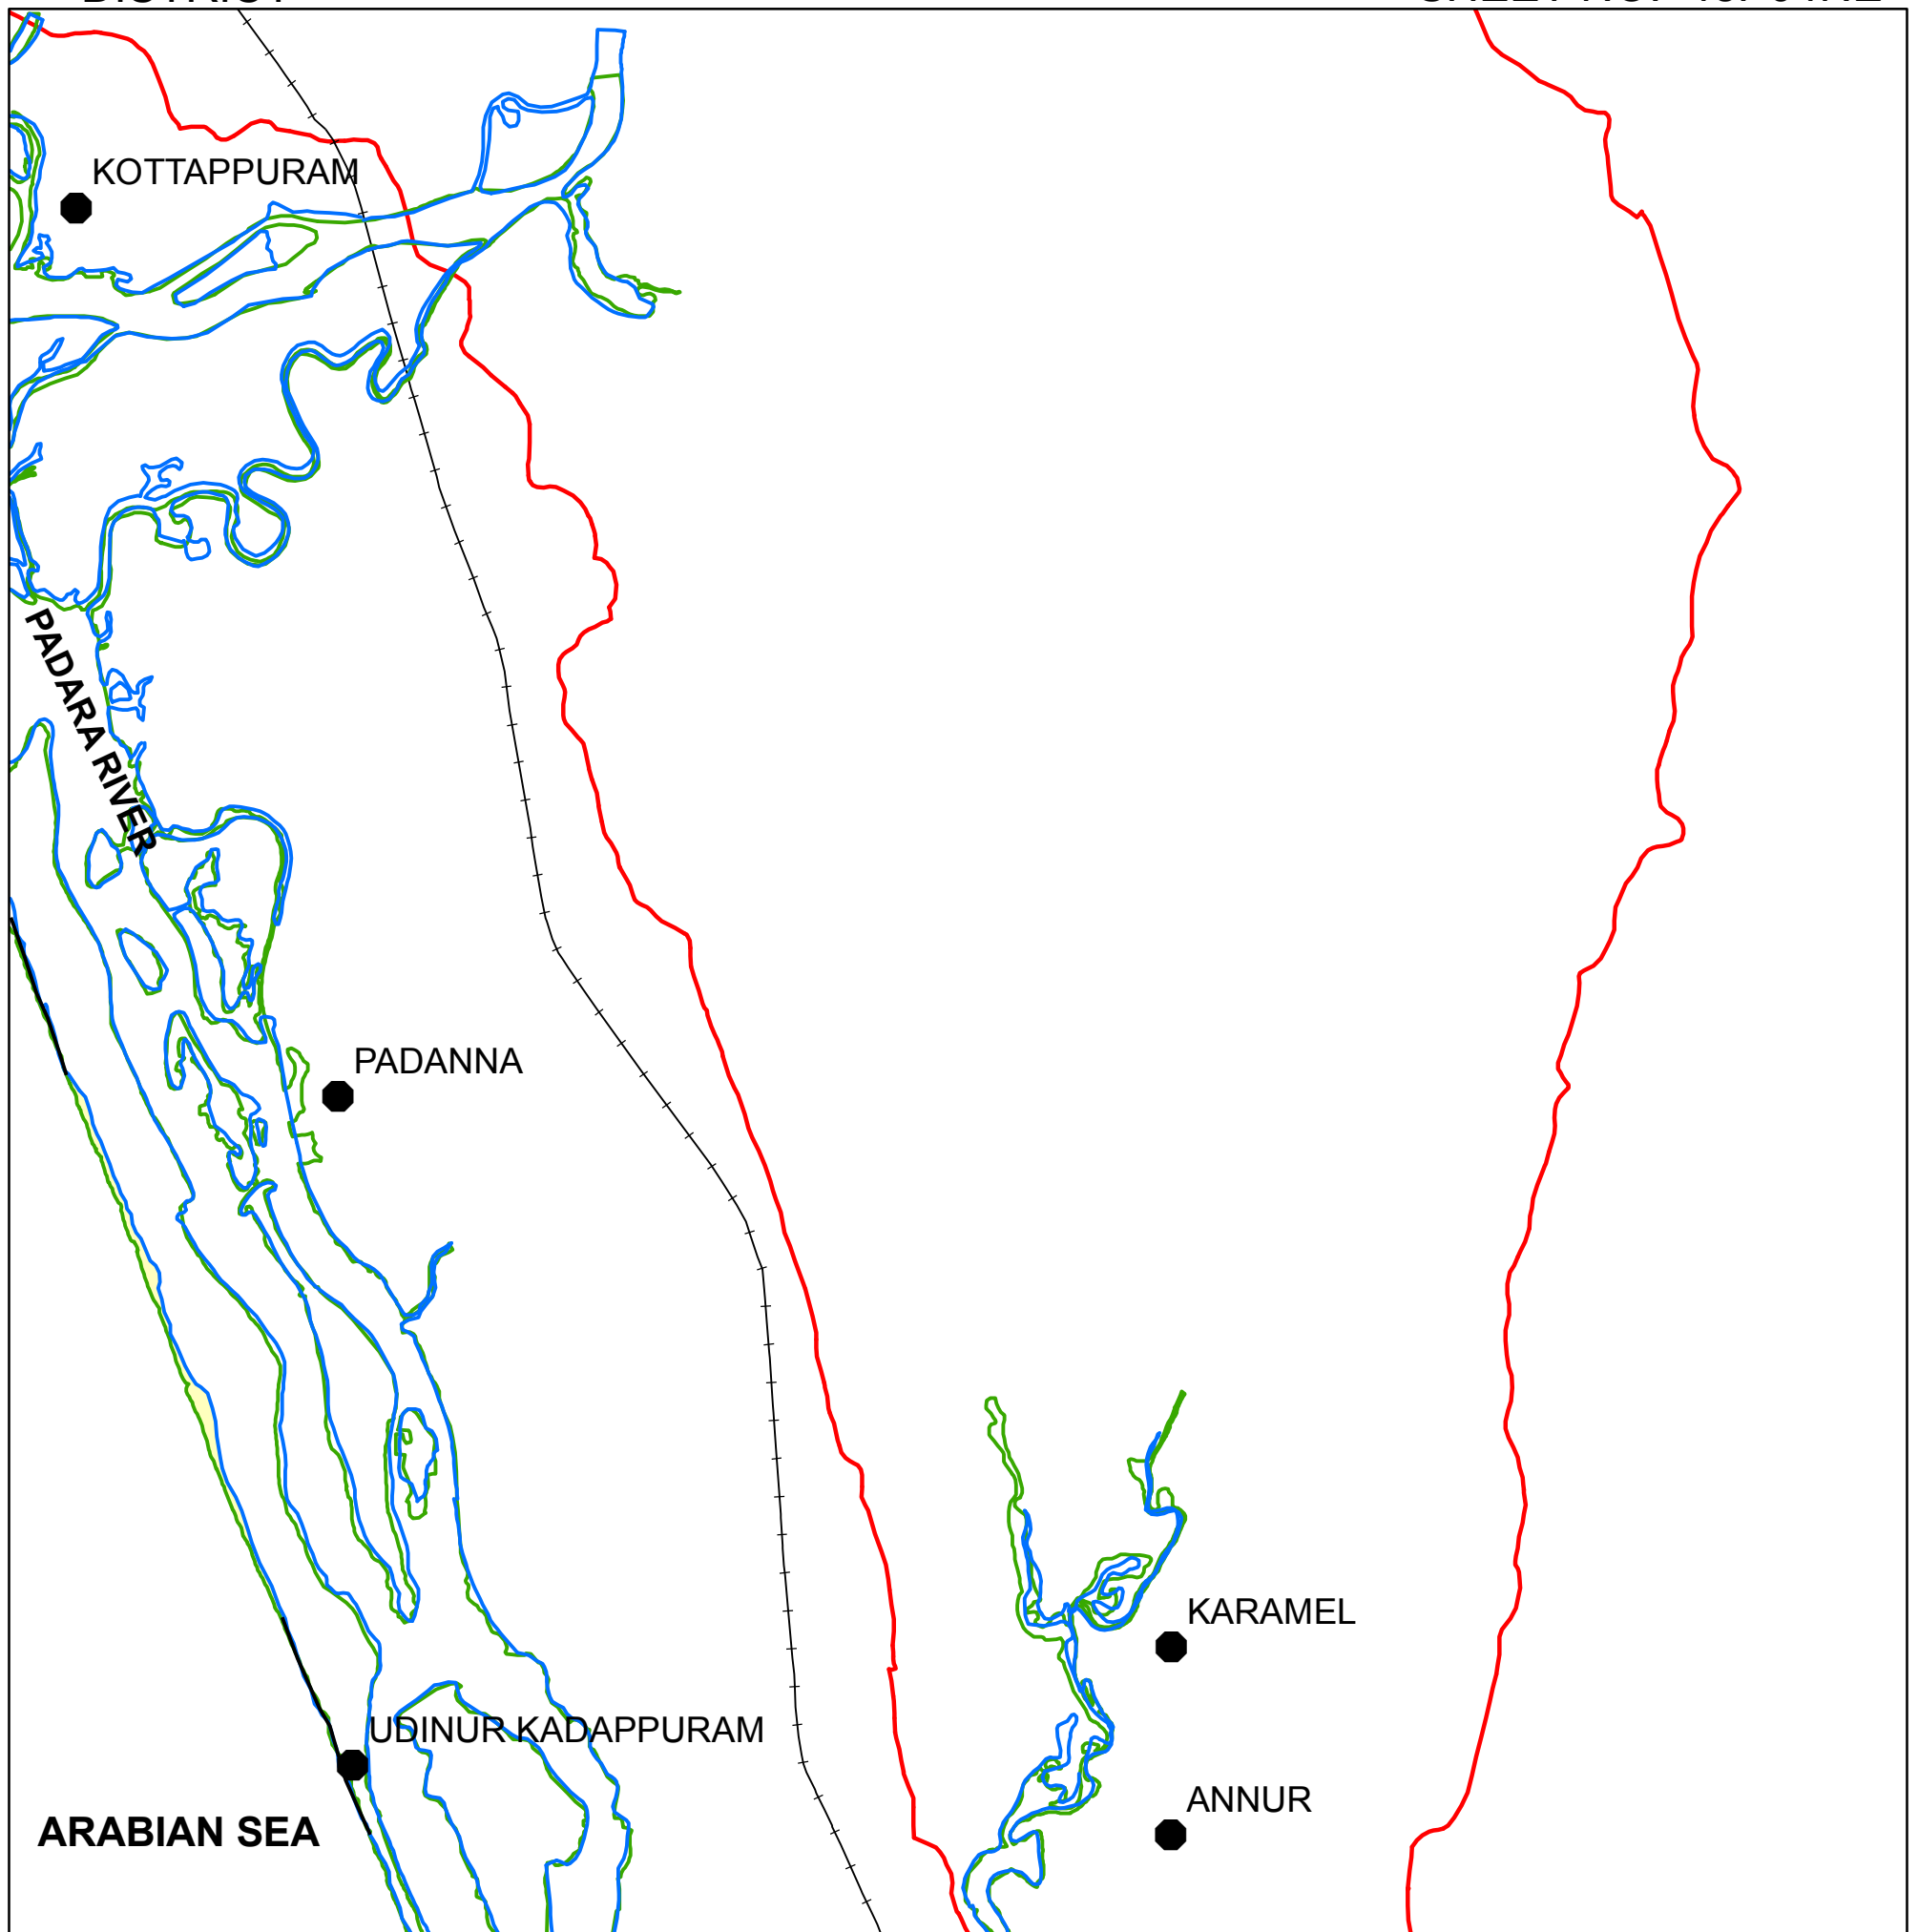 KOTTAPPURAM
PADARA RIVER
PADANNA
KARAMEL
UDINUR KADAPPURAM
ANNUR
ARABIAN SEA